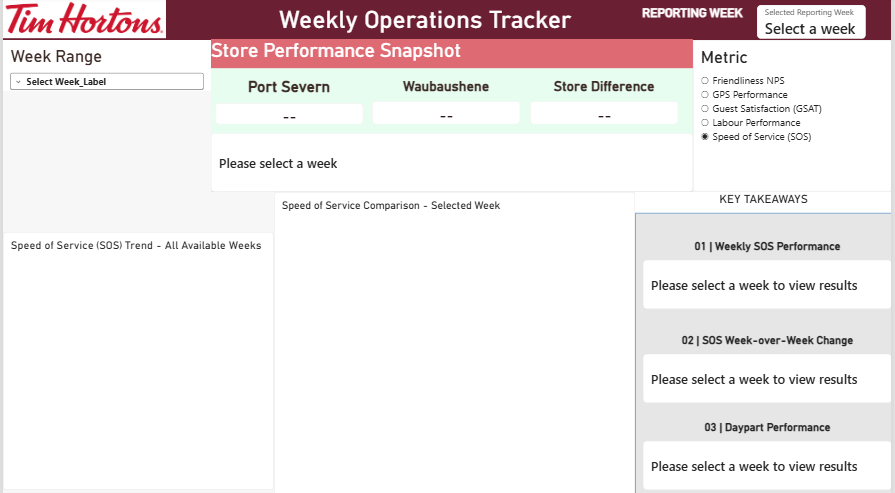 Tim Hortons.
Weekly Operations Tracker
REPORTING WEEK
Selected Reporting Week
Select a week
Week Range
Select Week_Label
Store Performance Snapshot
Port Severn
Waubaushene
Store Difference
--
--
--
Please select a week
Metric
Friendliness NPS
GPS Performance
Guest Satisfaction (GSAT)
Labour Performance
Speed of Service (SOS)
Speed of Service (SOS) Trend - All Available Weeks
Speed of Service Comparison - Selected Week
KEY TAKEAWAYS
01 | Weekly SOS Performance
Please select a week to view results
02 | SOS Week-over-Week Change
Please select a week to view results
03 | Daypart Performance
Please select a week to view results